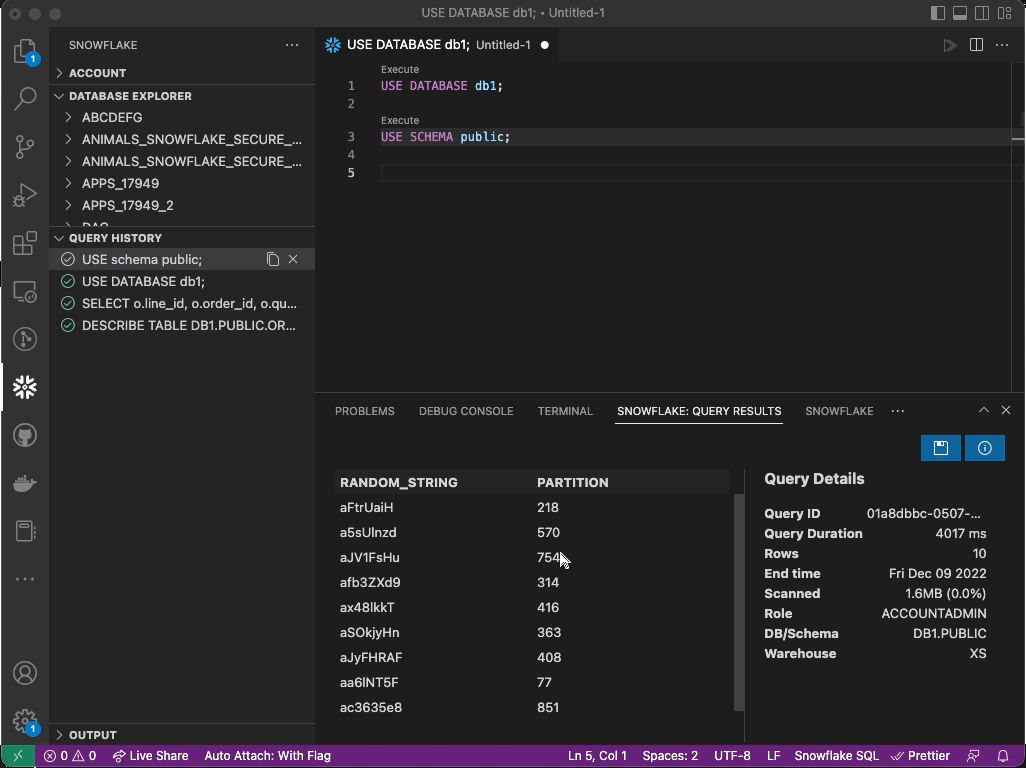 USE DATABASE db1; • Untitled-1
1
SNOWFLAKE
ACCOUNT
DATABASE EXPLORER
ABCDEFG
ANIMALS_SNOWFLAKE_SECURE_...
ANIMALS_SNOWFLAKE_SECURE_...
APPS_17949
APPS_17949_2
QUERY HISTORY
USE schema public;
USE DATABASE db1;
SELECT o.line_id, o.order_id, o.qu...
DESCRIBE TABLE DB1.PUBLIC.OR...
OUTPUT
1
USE DATABASE db1; Untitled-1
Execute
1 USE DATABASE db1;
2
Execute
3 USE SCHEMA public;
4
5
PROBLEMS DEBUG CONSOLE TERMINAL SNOWFLAKE: QUERY RESULTS SNOWFLAKE
RANDOM_STRING PARTITION
aFtrUaiH 218
a5sUlnzd 570
aJV1FsHu 754
afb3ZXd9 314
ax48lkkT 416
aSOkjyHn 363
aJyFHRAF 408
aa6lNT5F 77
ac3635e8 851
Query Details
Query ID 01a8dbbc-0507-...
Query Duration 4017 ms
Rows 10
End time Fri Dec 09 2022
Scanned 1.6MB (0.0%)
Role ACCOUNTADMIN
DB/Schema DB1.PUBLIC
Warehouse XS
0 0 Live Share Auto Attach: With Flag Ln 5, Col 1 Spaces: 2 UTF-8 LF Snowflake SQL Prettier